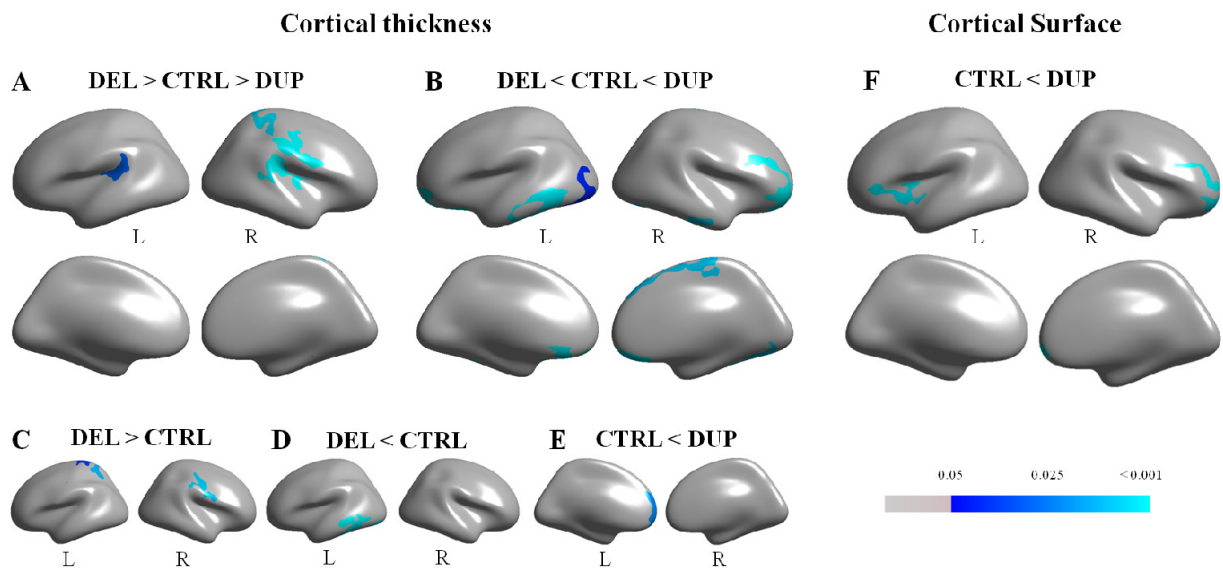 Cortical thickness
Cortical Surface
A DEL > CTRL > DUP
B DEL < CTRL < DUP
F CTRL < DUP
L R
L R
L R
C DEL > CTRL
D DEL < CTRL
E CTRL < DUP
0.05 0.025 <0.001
L R
L R
L R